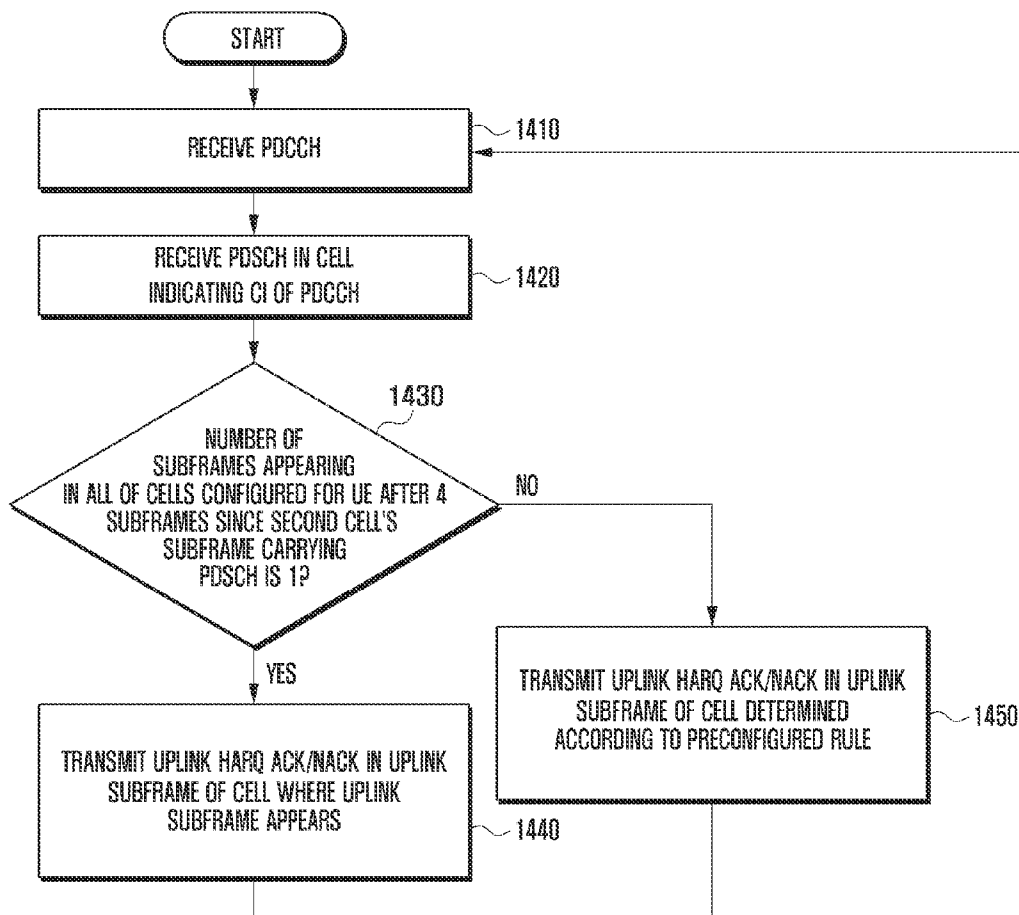 START
RECEIVE PDCCH
1410
RECEIVE PDSCH IN CELL
INDICATING CI OF PDCCH
1420
1430
NUMBER OF
SUBFRAMES APPEARING
IN ALL OF CELLS CONFIGURED FOR UE AFTER 4
SUBFRAMES SINCE SECOND CELL'S
SUBFRAME CARRYING
PDSCH IS 1?
NO
YES
TRANSMIT UPLINK HARQ ACK/NACK IN UPLINK
SUBFRAME OF CELL DETERMINED
ACCORDING TO PRECONFIGURED RULE
1450
TRANSMIT UPLINK HARQ ACK/NACK IN UPLINK
SUBFRAME OF CELL WHERE UPLINK
SUBFRAME APPEARS
1440